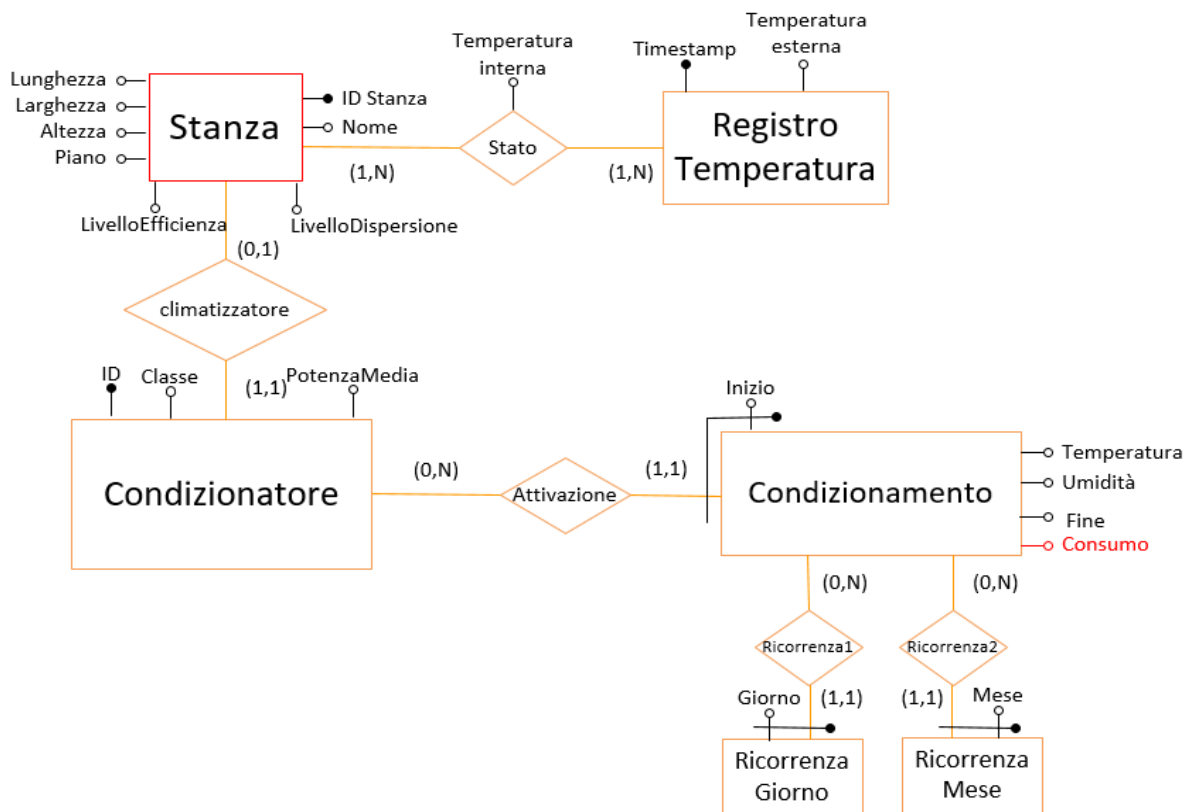 Temperatura
interna
Timestamp
Temperatura
esterna
Lunghezza
Larghezza
Altezza
Piano
Stanza
ID Stanza
Nome
(1,N)
Stato
(1,N)
Registro
Temperatura
LivelloEfficienza
LivelloDispersione
(0,1)
climatizzatore
ID
Classe
(1,1)
PotenzaMedia
Inizio
Condizionatore
(0,N)
Attivazione
(1,1)
Condizionamento
Temperatura
Umidità
Fine
Consumo
(0,N)
(0,N)
Ricorrenza1
Ricorrenza2
Giorno
(1,1)
(1,1)
Mese
Ricorrenza
Giorno
Ricorrenza
Mese